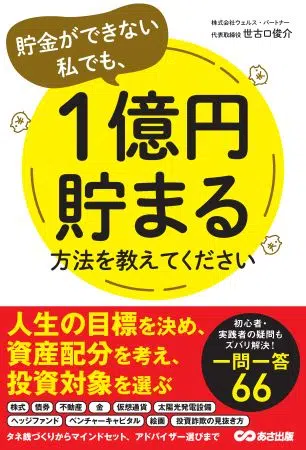 貯金ができない
私でも、
株式会社ウェルス・パートナー
代表取締役 世古口俊介
1億円
貯まる
方法を教えてください
人生の目標を決め、
資産配分を考え、
投資対象を選ぶ
初心者・
実践者の疑問も
ズバリ解決!
一問一答
66
株式 債券 不動産 金 仮想通貨 太陽光発電設備
ヘッジファンド ベンチャーキャピタル 絵画 投資詐欺の見抜き方
タネ銭づくりからマインドセット、アドバイザー選びまで
あさ出版